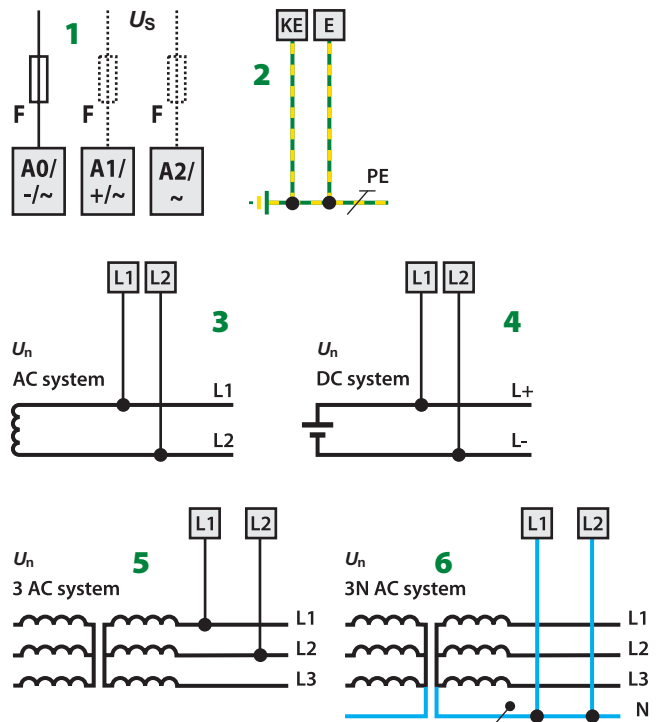 1
US
F
F
F
A0/
-/~
A1/
+/~
A2/
~
2
KE
E
PE
3
L1
L2
Un
AC system
L1
L2
4
L1
L2
Un
DC system
L+
L-
5
L1
L2
Un
3 AC system
L1
L2
L3
6
L1
L2
Un
3N AC system
L1
L2
L3
N